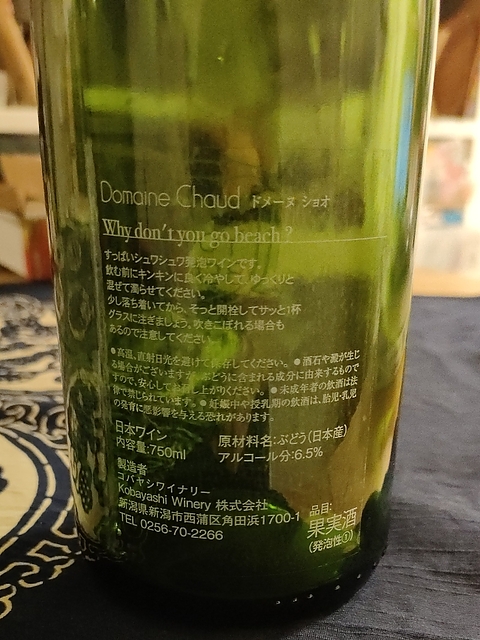 Domaine Chaud ドメーヌ ショオ
Why don't you go beach ?
すっぱいシュワシュワ発泡ワインです。
飲む前にキンキンに良く冷やして、ゆっくりと
混ぜて濁らせてください。
少し落ち着いてから、そっと開栓してサッと1杯
グラスに注ぎましょう。吹きこぼれる場合も
あるので注意してください。
●高温、直射日光を避けて保存してください。●酒石や澱が生じ
る場合がございますが、ぶどうに含まれる成分に由来するもので
すので、安心してお召し上がりください。●未成年者の飲酒は法
律で禁じられています。●妊娠中や授乳期の飲酒は、胎児・乳児
の発育に悪影響を与える恐れがあります。
日本ワイン
内容量:750ml
原材料名:ぶどう(日本産)
アルコール分:6.5%
製造者
コバヤシワイナリー
Kobayashi Winery 株式会社
新潟県新潟市西蒲区角田浜1700-1
TEL 0256-70-2266
品目:
果実酒
(発泡性①)